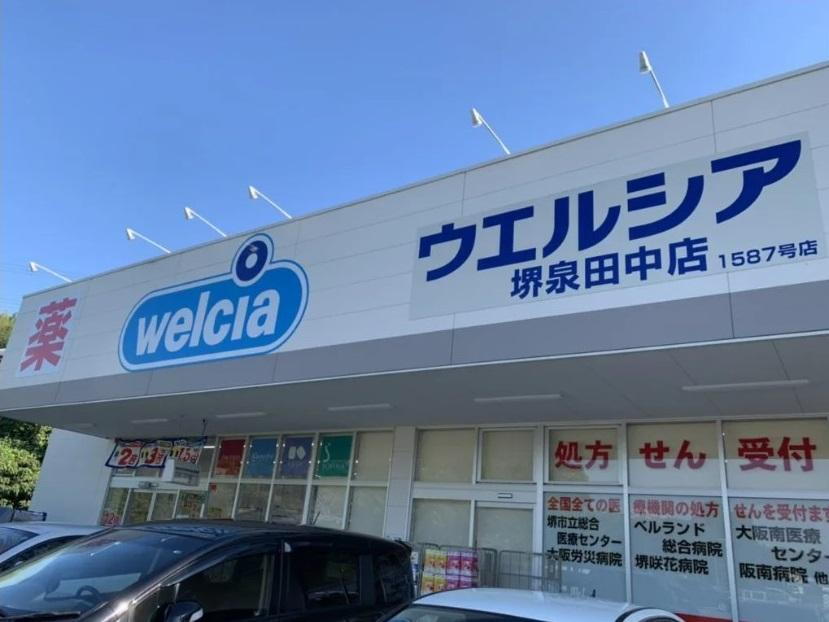 薬
welcia
ウエルシア
堺泉田中店 1587号店
処方せん受付
全国全ての医療機関の処方せんを受付ます
堺市立総合
医療センター
大阪労災病院
ベルランド
総合病院
堺咲花病院
大阪南医療
センター
阪南病院 他